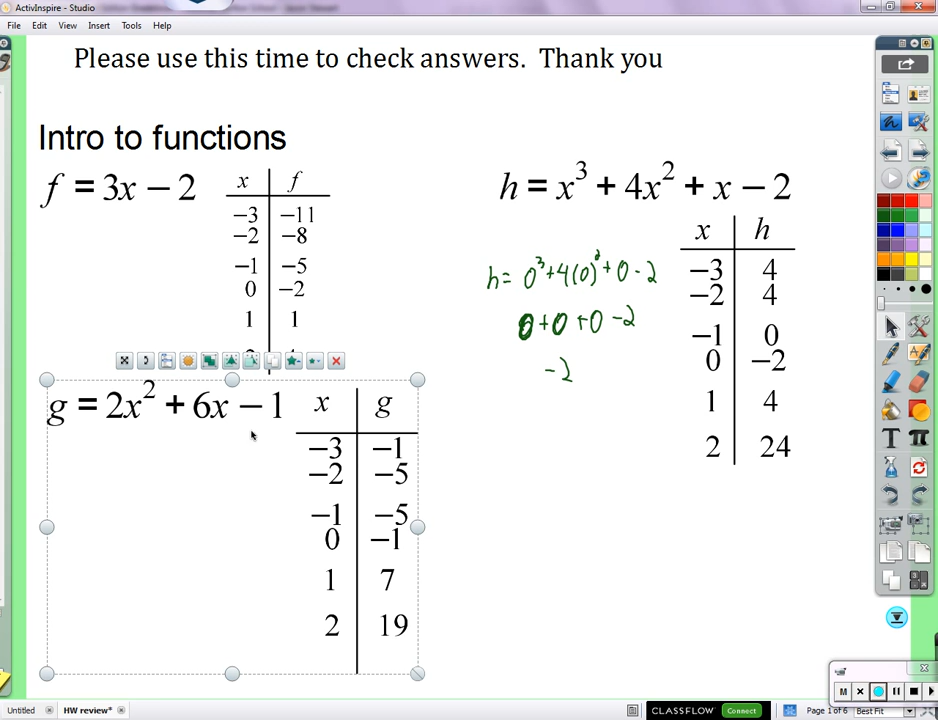 ActivInspire - Studio
File Edit View Insert Tools Help
Please use this time to check answers. Thank you
Intro to functions
f = 3x − 2
x f
−3 −11
−2 −8
−1 −5
0 −2
1 1
h = x³ + 4x² + x − 2
x h
−3 4
−2 4
−1 0
0 −2
1 4
2 24
h= 0³+4(0)²+0-2
0+0+0-2
-2
g = 2x² + 6x − 1
x g
−3 −1
−2 −5
−1 −5
0 −1
1 7
2 19
M
Untitled HW review* CLASSFLOW Connect Page 1 of 6 Best Fit